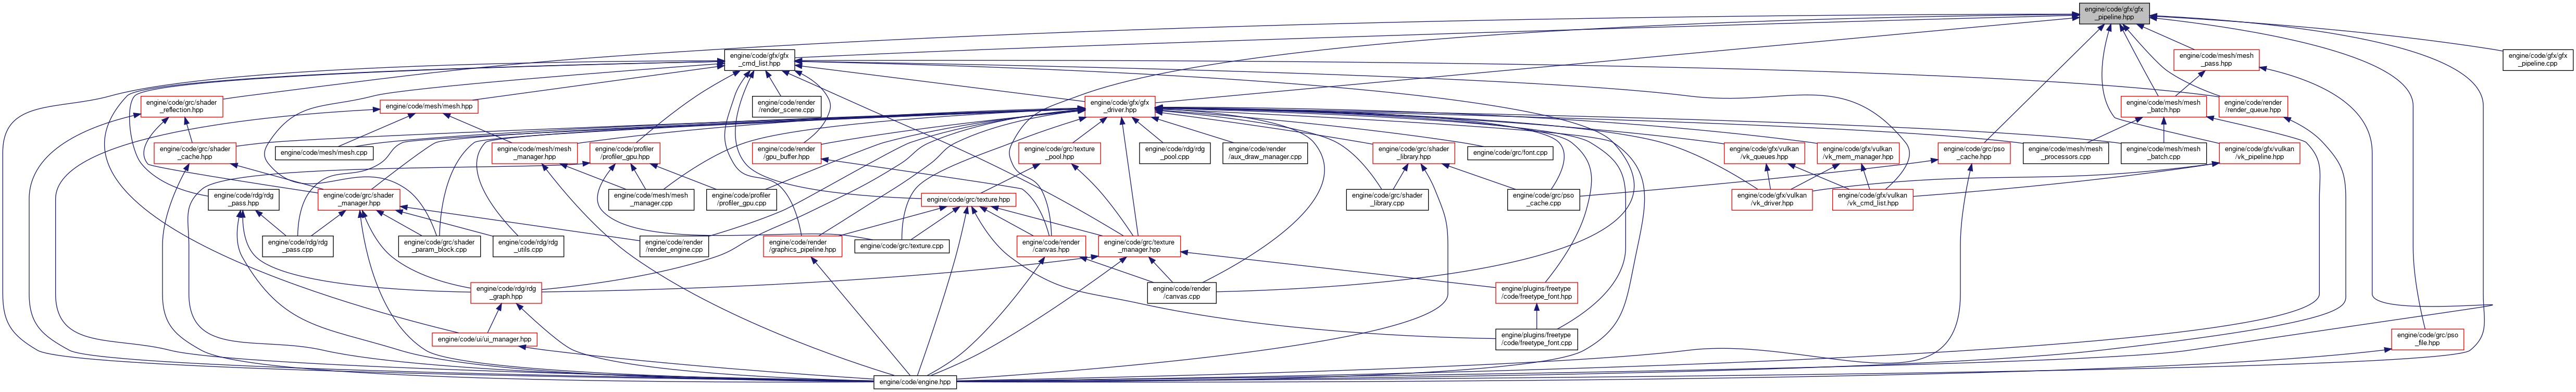 engine/code/gfx/gfx
_pipeline.hpp
engine/code/gfx/gfx
_cmd_list.hpp
engine/code/mesh/mesh
_pass.hpp
engine/code/gfx/gfx
_pipeline.cpp
engine/code/grc/shader
_reflection.hpp
engine/code/mesh/mesh.hpp
engine/code/render
/render_scene.cpp
engine/code/gfx/gfx
_driver.hpp
engine/code/mesh/mesh
_batch.hpp
engine/code/render
/render_queue.hpp
engine/code/grc/shader
_cache.hpp
engine/code/mesh/mesh.cpp
engine/code/mesh/mesh
_manager.hpp
engine/code/profiler
/profiler_gpu.hpp
engine/code/render
/gpu_buffer.hpp
engine/code/grc/texture
_pool.hpp
engine/code/rdg/rdg
_pool.cpp
engine/code/render
/aux_draw_manager.cpp
engine/code/grc/shader
_library.hpp
engine/code/grc/font.cpp
engine/code/gfx/vulkan
/vk_queues.hpp
engine/code/gfx/vulkan
/vk_mem_manager.hpp
engine/code/grc/pso
_cache.hpp
engine/code/mesh/mesh
_processors.cpp
engine/code/mesh/mesh
_batch.cpp
engine/code/gfx/vulkan
/vk_pipeline.hpp
engine/code/rdg/rdg
_pass.hpp
engine/code/grc/shader
_manager.hpp
engine/code/mesh/mesh
_manager.cpp
engine/code/profiler
/profiler_gpu.cpp
engine/code/grc/texture.hpp
engine/code/grc/shader
_library.cpp
engine/code/grc/pso
_cache.cpp
engine/code/gfx/vulkan
/vk_driver.hpp
engine/code/gfx/vulkan
/vk_cmd_list.hpp
engine/code/rdg/rdg
_pass.cpp
engine/code/grc/shader
_param_block.cpp
engine/code/rdg/rdg
_utils.cpp
engine/code/render
/render_engine.cpp
engine/code/render
/graphics_pipeline.hpp
engine/code/grc/texture.cpp
engine/code/render
/canvas.hpp
engine/code/grc/texture
_manager.hpp
engine/code/rdg/rdg
_graph.hpp
engine/code/render
/canvas.cpp
engine/plugins/freetype
/code/freetype_font.hpp
engine/code/ui/ui_manager.hpp
engine/plugins/freetype
/code/freetype_font.cpp
engine/code/grc/pso
_file.hpp
engine/code/engine.hpp